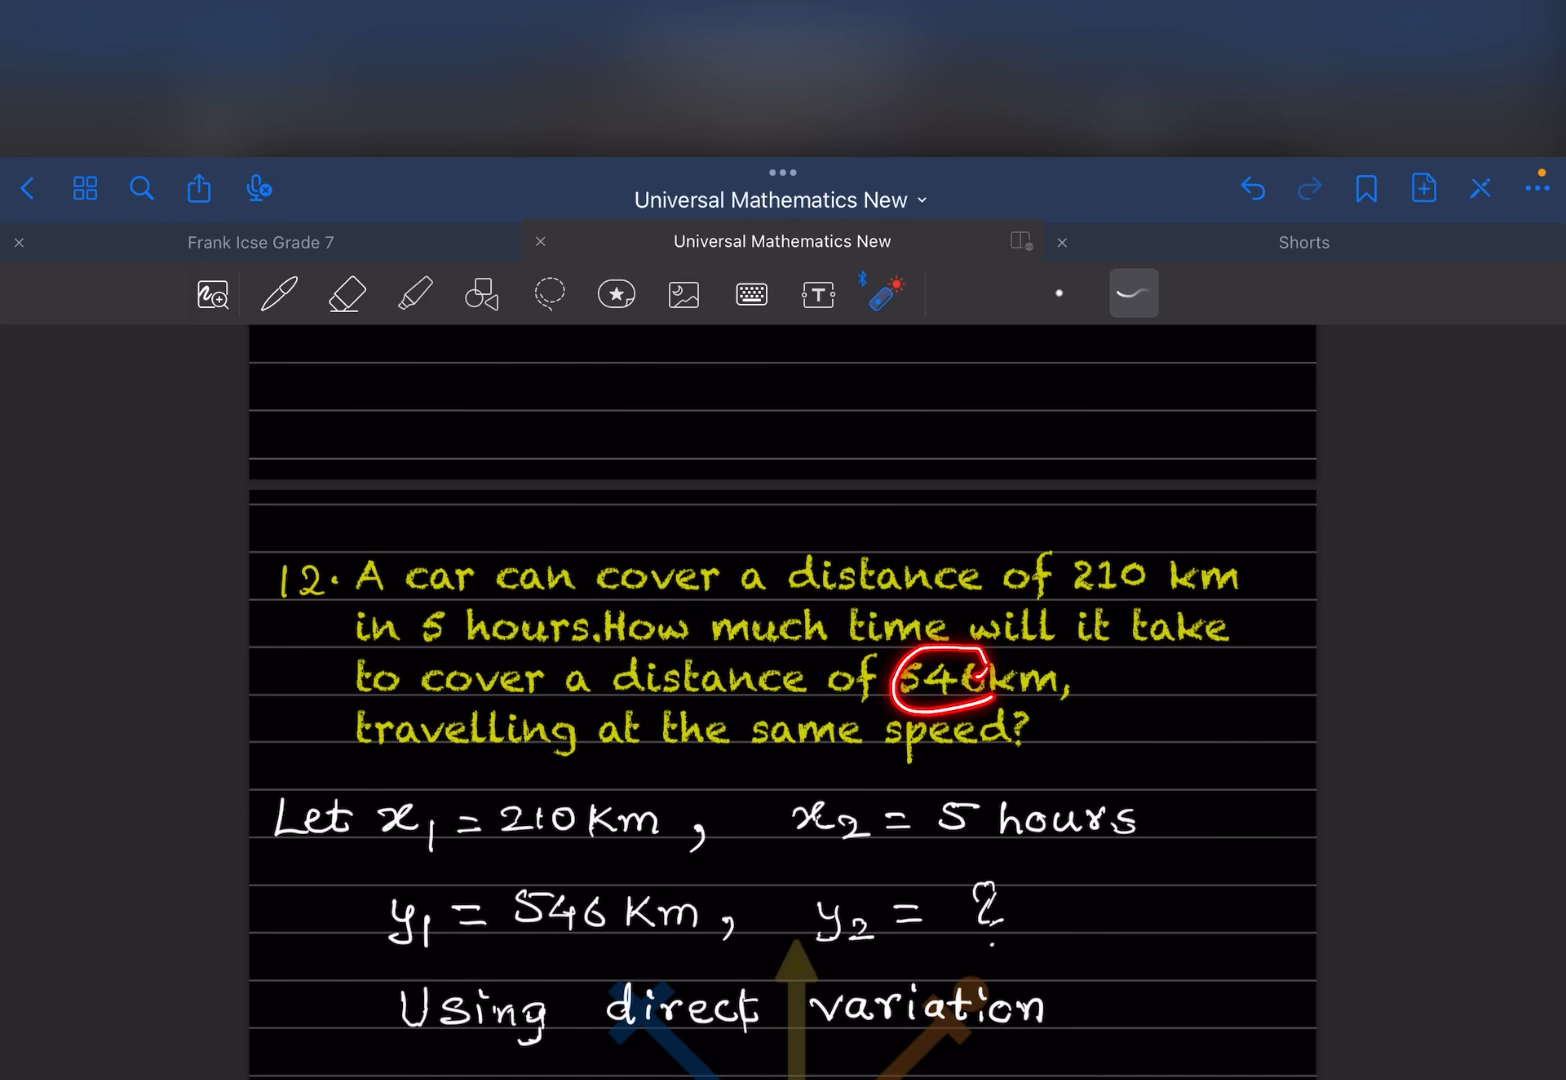 Universal Mathematics New
Frank Icse Grade 7
Universal Mathematics New
Shorts
T
12. A car can cover a distance of 210 km
in 5 hours.How much time will it take
to cover a distance of 546km,
travelling at the same speed?
Let x₁ = 210 Km , x₂ = 5 hours
y₁ = 546 Km , y₂ = ?
Using direct variation